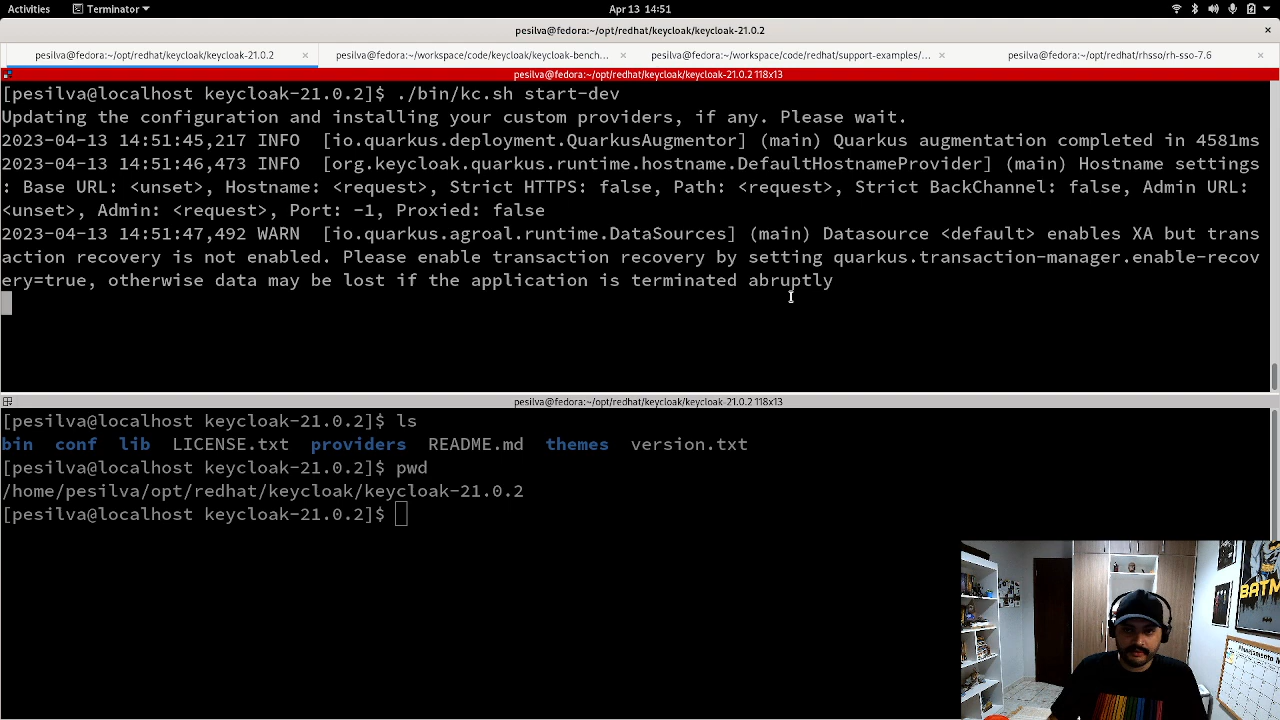 Activities Terminator Apr 13 14:51
pesilva@fedora:~/opt/redhat/keycloak/keycloak-21.0.2
pesilva@fedora:~/opt/redhat/keycloak/keycloak-21.0.2 × pesilva@fedora:~/workspace/code/keycloak/keycloak-bench... × pesilva@fedora:~/workspace/code/redhat/support-examples/... × pesilva@fedora:~/opt/redhat/rhsso/rh-sso-7.6 ×
pesilva@fedora:~/opt/redhat/keycloak/keycloak-21.0.2 118x13
[pesilva@localhost keycloak-21.0.2]$ ./bin/kc.sh start-dev
Updating the configuration and installing your custom providers, if any. Please wait.
2023-04-13 14:51:45,217 INFO  [io.quarkus.deployment.QuarkusAugmentor] (main) Quarkus augmentation completed in 4581ms
2023-04-13 14:51:46,473 INFO  [org.keycloak.quarkus.runtime.hostname.DefaultHostnameProvider] (main) Hostname settings
: Base URL: <unset>, Hostname: <request>, Strict HTTPS: false, Path: <request>, Strict BackChannel: false, Admin URL:
<unset>, Admin: <request>, Port: -1, Proxied: false
2023-04-13 14:51:47,492 WARN  [io.quarkus.agroal.runtime.DataSources] (main) Datasource <default> enables XA but trans
action recovery is not enabled. Please enable transaction recovery by setting quarkus.transaction-manager.enable-recov
ery=true, otherwise data may be lost if the application is terminated abruptly
pesilva@fedora:~/opt/redhat/keycloak/keycloak-21.0.2 118x13
[pesilva@localhost keycloak-21.0.2]$ ls
bin  conf  lib  LICENSE.txt  providers  README.md  themes  version.txt
[pesilva@localhost keycloak-21.0.2]$ pwd
/home/pesilva/opt/redhat/keycloak/keycloak-21.0.2
[pesilva@localhost keycloak-21.0.2]$
BATM